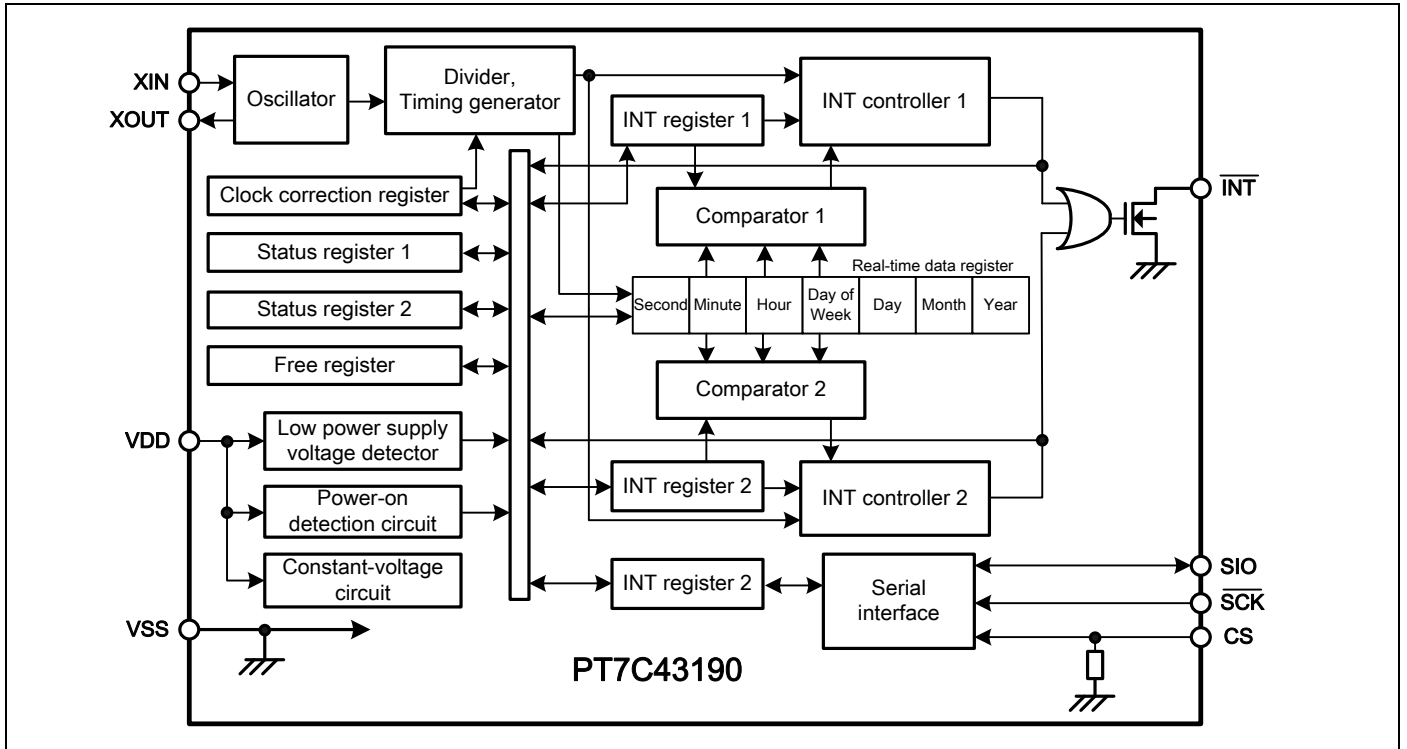 XIN
XOUT
Oscillator
Divider,
Timing generator
INT register 1
INT controller 1
Clock correction register
Status register 1
Status register 2
Free register
Comparator 1
Real-time data register
Second
Minute
Hour
Day of
Week
Day
Month
Year
Comparator 2
INT
VDD
Low power supply
voltage detector
Power-on
detection circuit
Constant-voltage
circuit
VSS
INT register 2
INT controller 2
INT register 2
Serial
interface
SIO
SCK
CS
PT7C43190